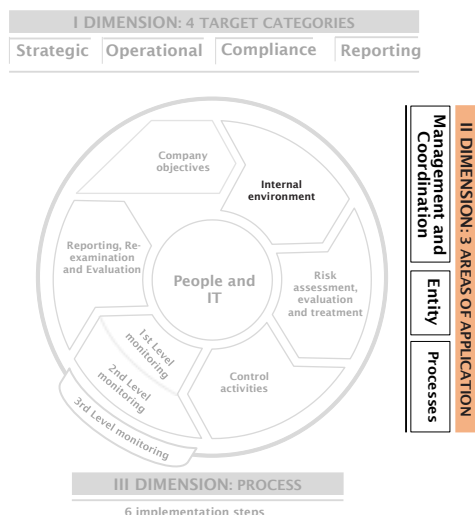 I DIMENSION: 4 TARGET CATEGORIES
Strategic Operational Compliance Reporting
Company
objectives
Internal
environment
Reporting, Re-
examination
and Evaluation
People and
IT
Risk
assessment,
evaluation
and treatment
1st Level
monitoring
2nd Level
monitoring
3rd Level monitoring
Control
activities
Management and
Coordination
Entity
Processes
II DIMENSION: 3 AREAS OF APPLICATION
III DIMENSION: PROCESS
6 implementation steps